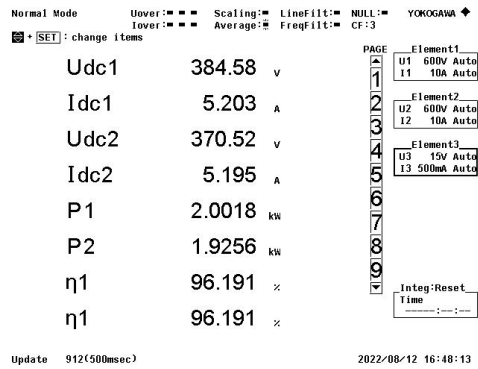 Normal Mode Uover: Scaling: LineFilt: NULL: YOKOGAWA
Iover: Average: FreqFilt: CF:3
+ SET : change items
PAGE
Udc1 384.58 V
Idc1 5.203 A
Udc2 370.52 V
Idc2 5.195 A
P1 2.0018 kW
P2 1.9256 kW
η1 96.191 %
η1 96.191 %
1
2
3
4
5
6
7
8
9
Element1
U1 600V Auto
I1 10A Auto
Element2
U2 600V Auto
I2 10A Auto
Element3
U3 15V Auto
I3 500mA Auto
Integ:Reset
Time
-----:--:--
Update 912(500msec) 2022/08/12 16:48:13